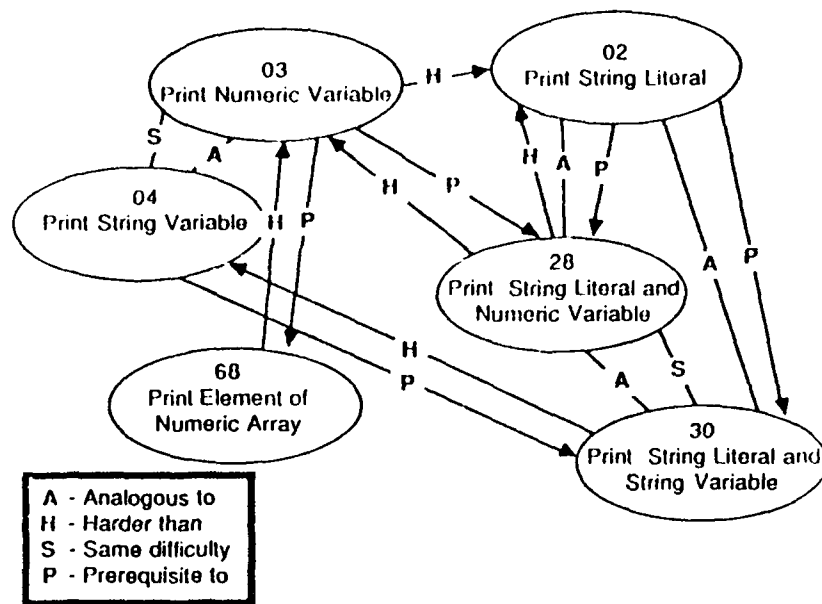 03
Print Numeric Variable
H
02
Print String Literal
S
A
H
P
H
A
P
04
Print String Variable
H
P
28
Print String Literal and
Numeric Variable
A
P
H
P
A
S
68
Print Element of
Numeric Array
30
Print String Literal and
String Variable
A - Analogous to
H - Harder than
S - Same difficulty
P - Prerequisite to